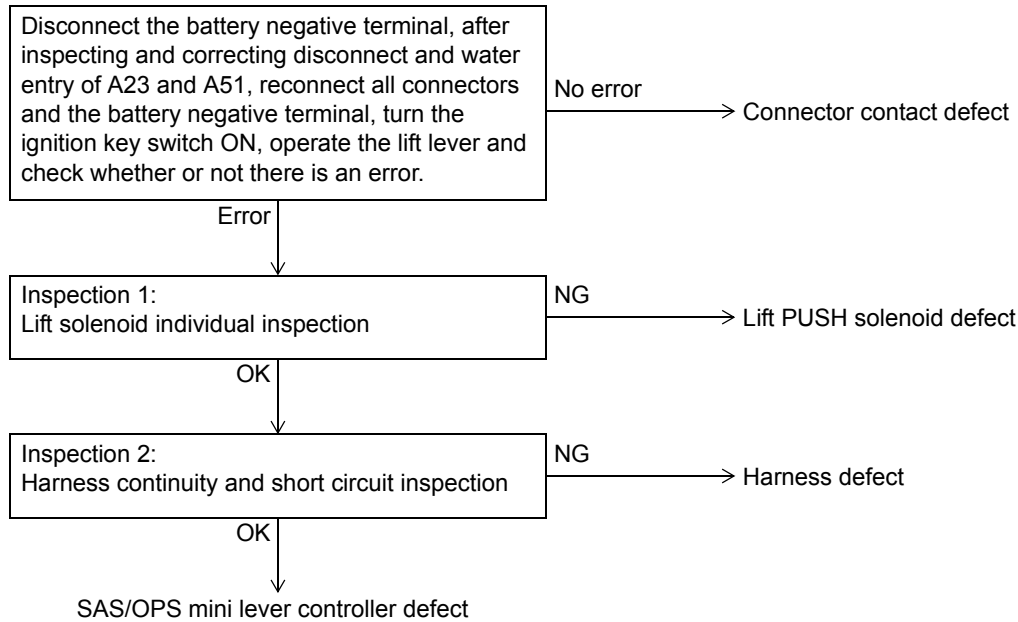 Disconnect the battery negative terminal, after
inspecting and correcting disconnect and water
entry of A23 and A51, reconnect all connectors
and the battery negative terminal, turn the
ignition key switch ON, operate the lift lever and
check whether or not there is an error.
No error
Connector contact defect
Error
Inspection 1:
Lift solenoid individual inspection
NG
Lift PUSH solenoid defect
OK
Inspection 2:
Harness continuity and short circuit inspection
NG
Harness defect
OK
SAS/OPS mini lever controller defect